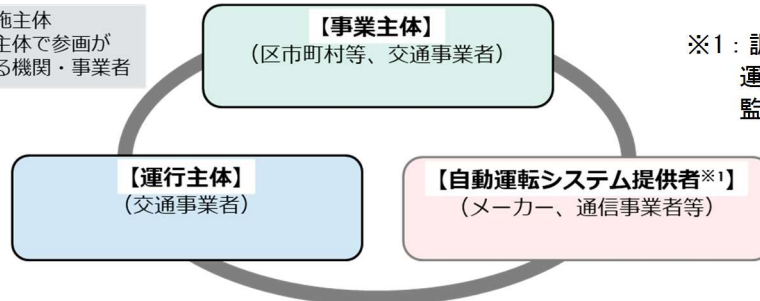 施主体
主体で参画が
る機関・事業者
【事業主体】
（区市町村等、交通事業者）
※1：
運
監
【運行主体】
（交通事業者）
【自動運転システム提供者※1】
（メーカー、通信事業者等）